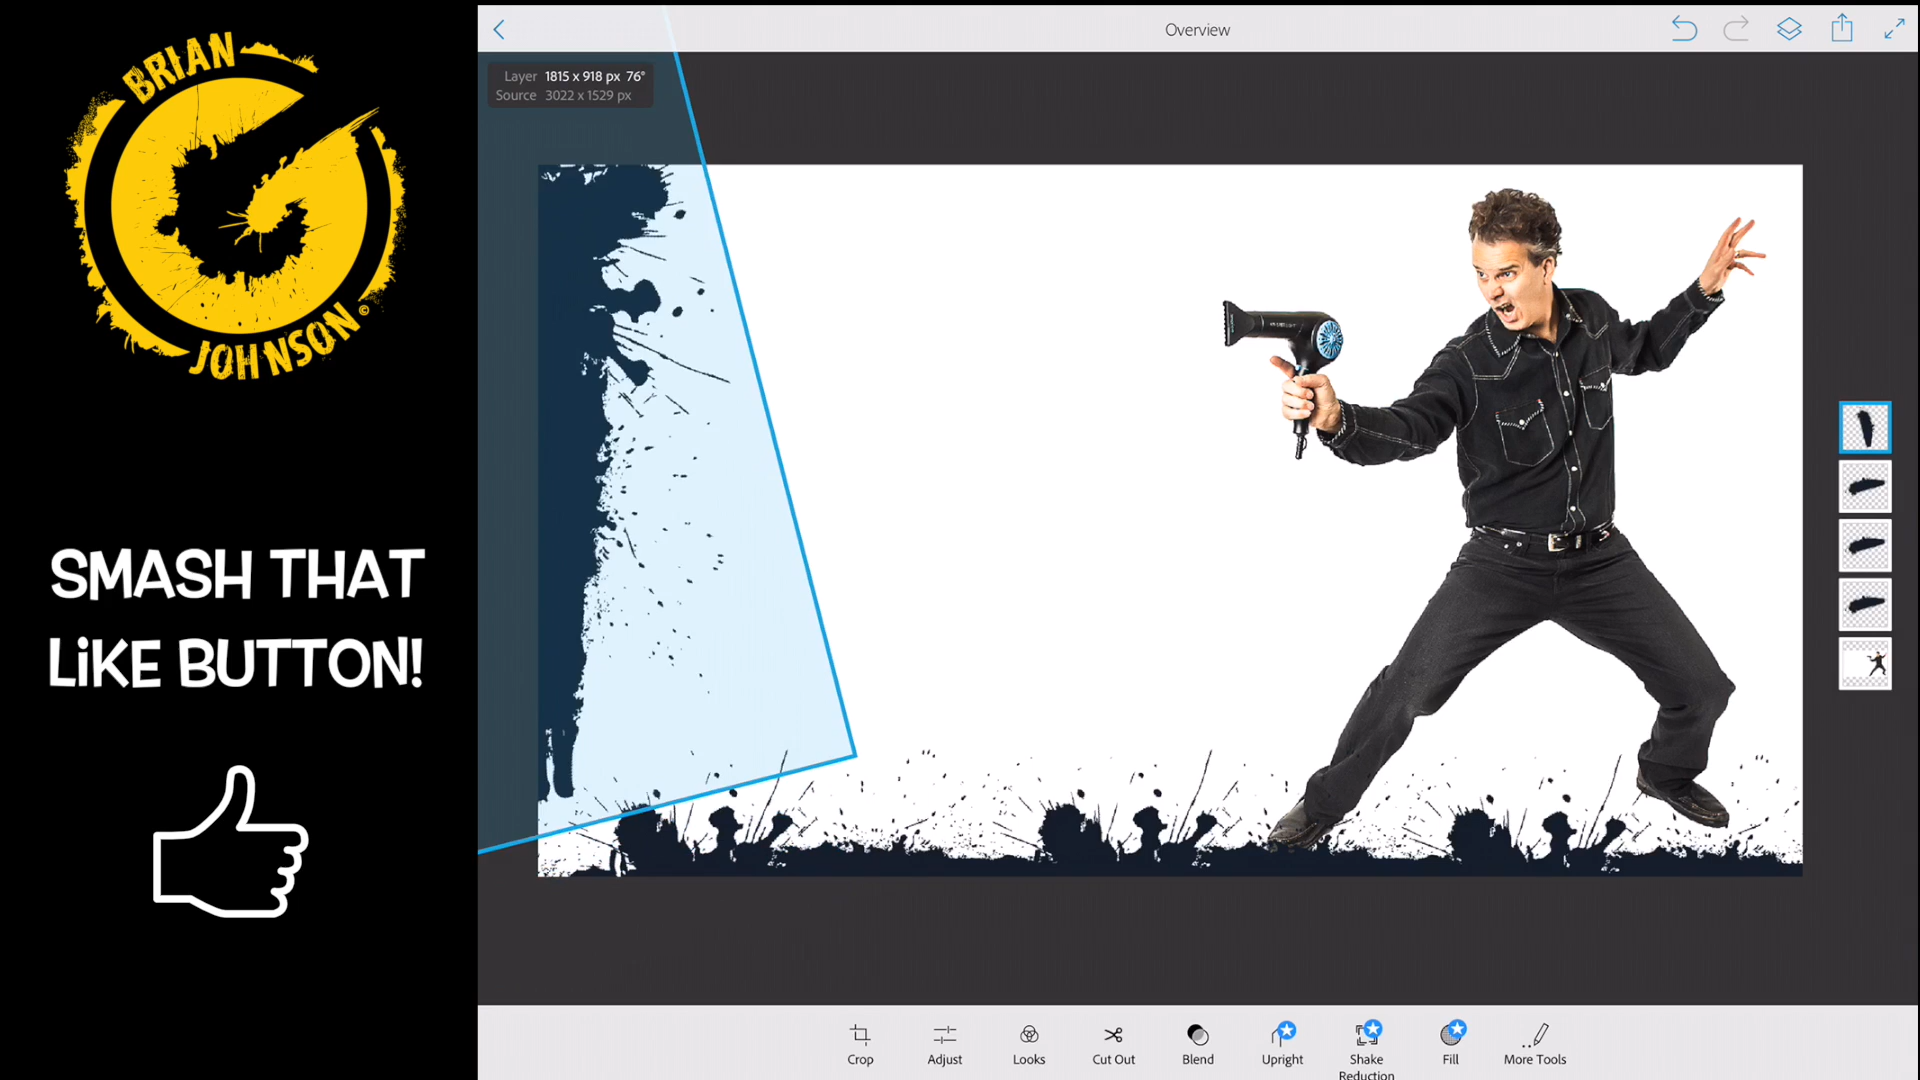 BRIAN
JOHNSON©
SMASH THAT
LiKE BUTTON!
Overview
Layer 1815 x 918 px 76°
Source 3022 x 1529 px
Crop
Adjust
Looks
Cut Out
Blend
Upright
Shake
Reduction
Fill
More Tools